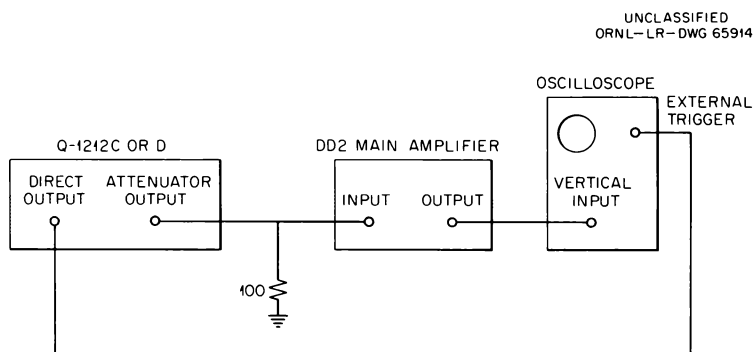 UNCLASSIFIED
ORNL-LR-DWG 65914
OSCILLOSCOPE
EXTERNAL
TRIGGER
Q-1212C OR D
DD2 MAIN AMPLIFIER
DIRECT
OUTPUT
ATTENUATOR
OUTPUT
INPUT
OUTPUT
VERTICAL
INPUT
100